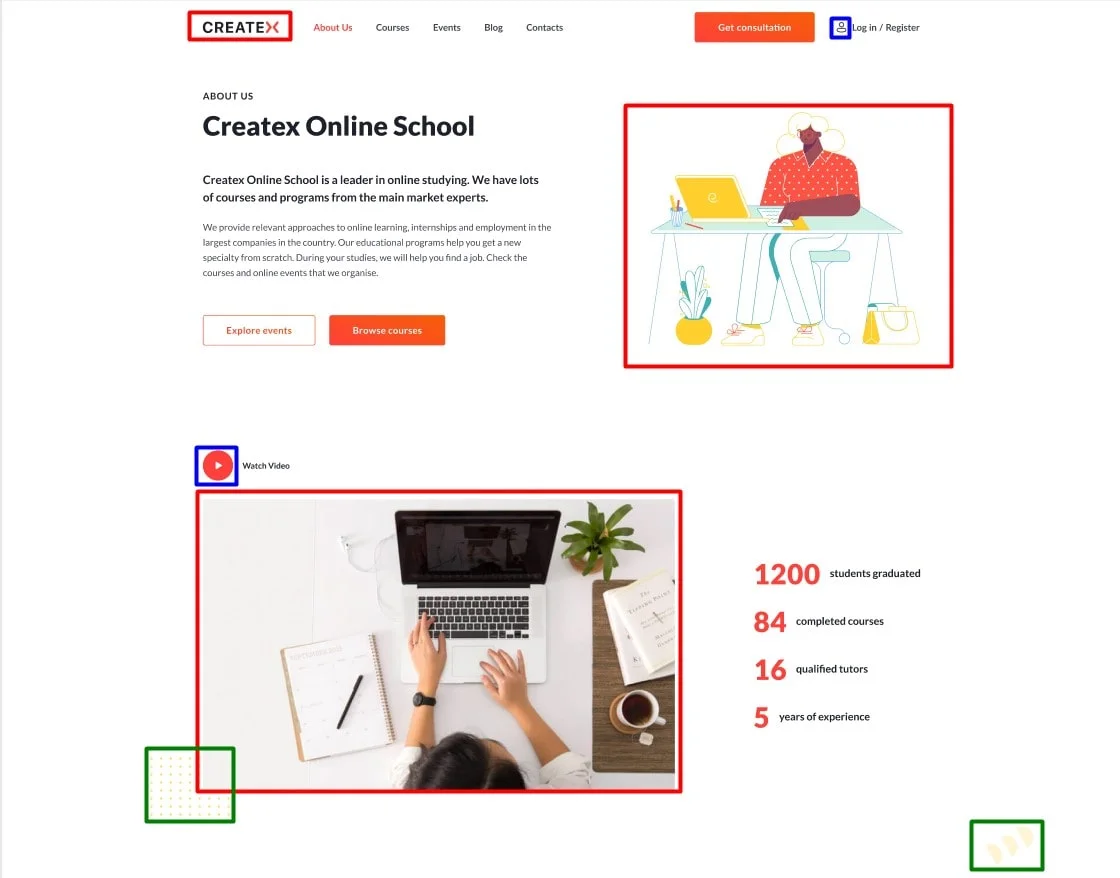 CREATEX
About Us
Courses
Events
Blog
Contacts
Get consultation
Log in / Register
ABOUT US
Createx Online School
Createx Online School is a leader in online studying. We have lots
of courses and programs from the main market experts.
We provide relevant approaches to online learning, internships and employment in the
largest companies in the country. Our educational programs help you get a new
specialty from scratch. During your studies, we will help you find a job. Check the
courses and online events that we organise.
Explore events
Browse courses
Watch Video
1200 students graduated
84 completed courses
16 qualified tutors
5 years of experience